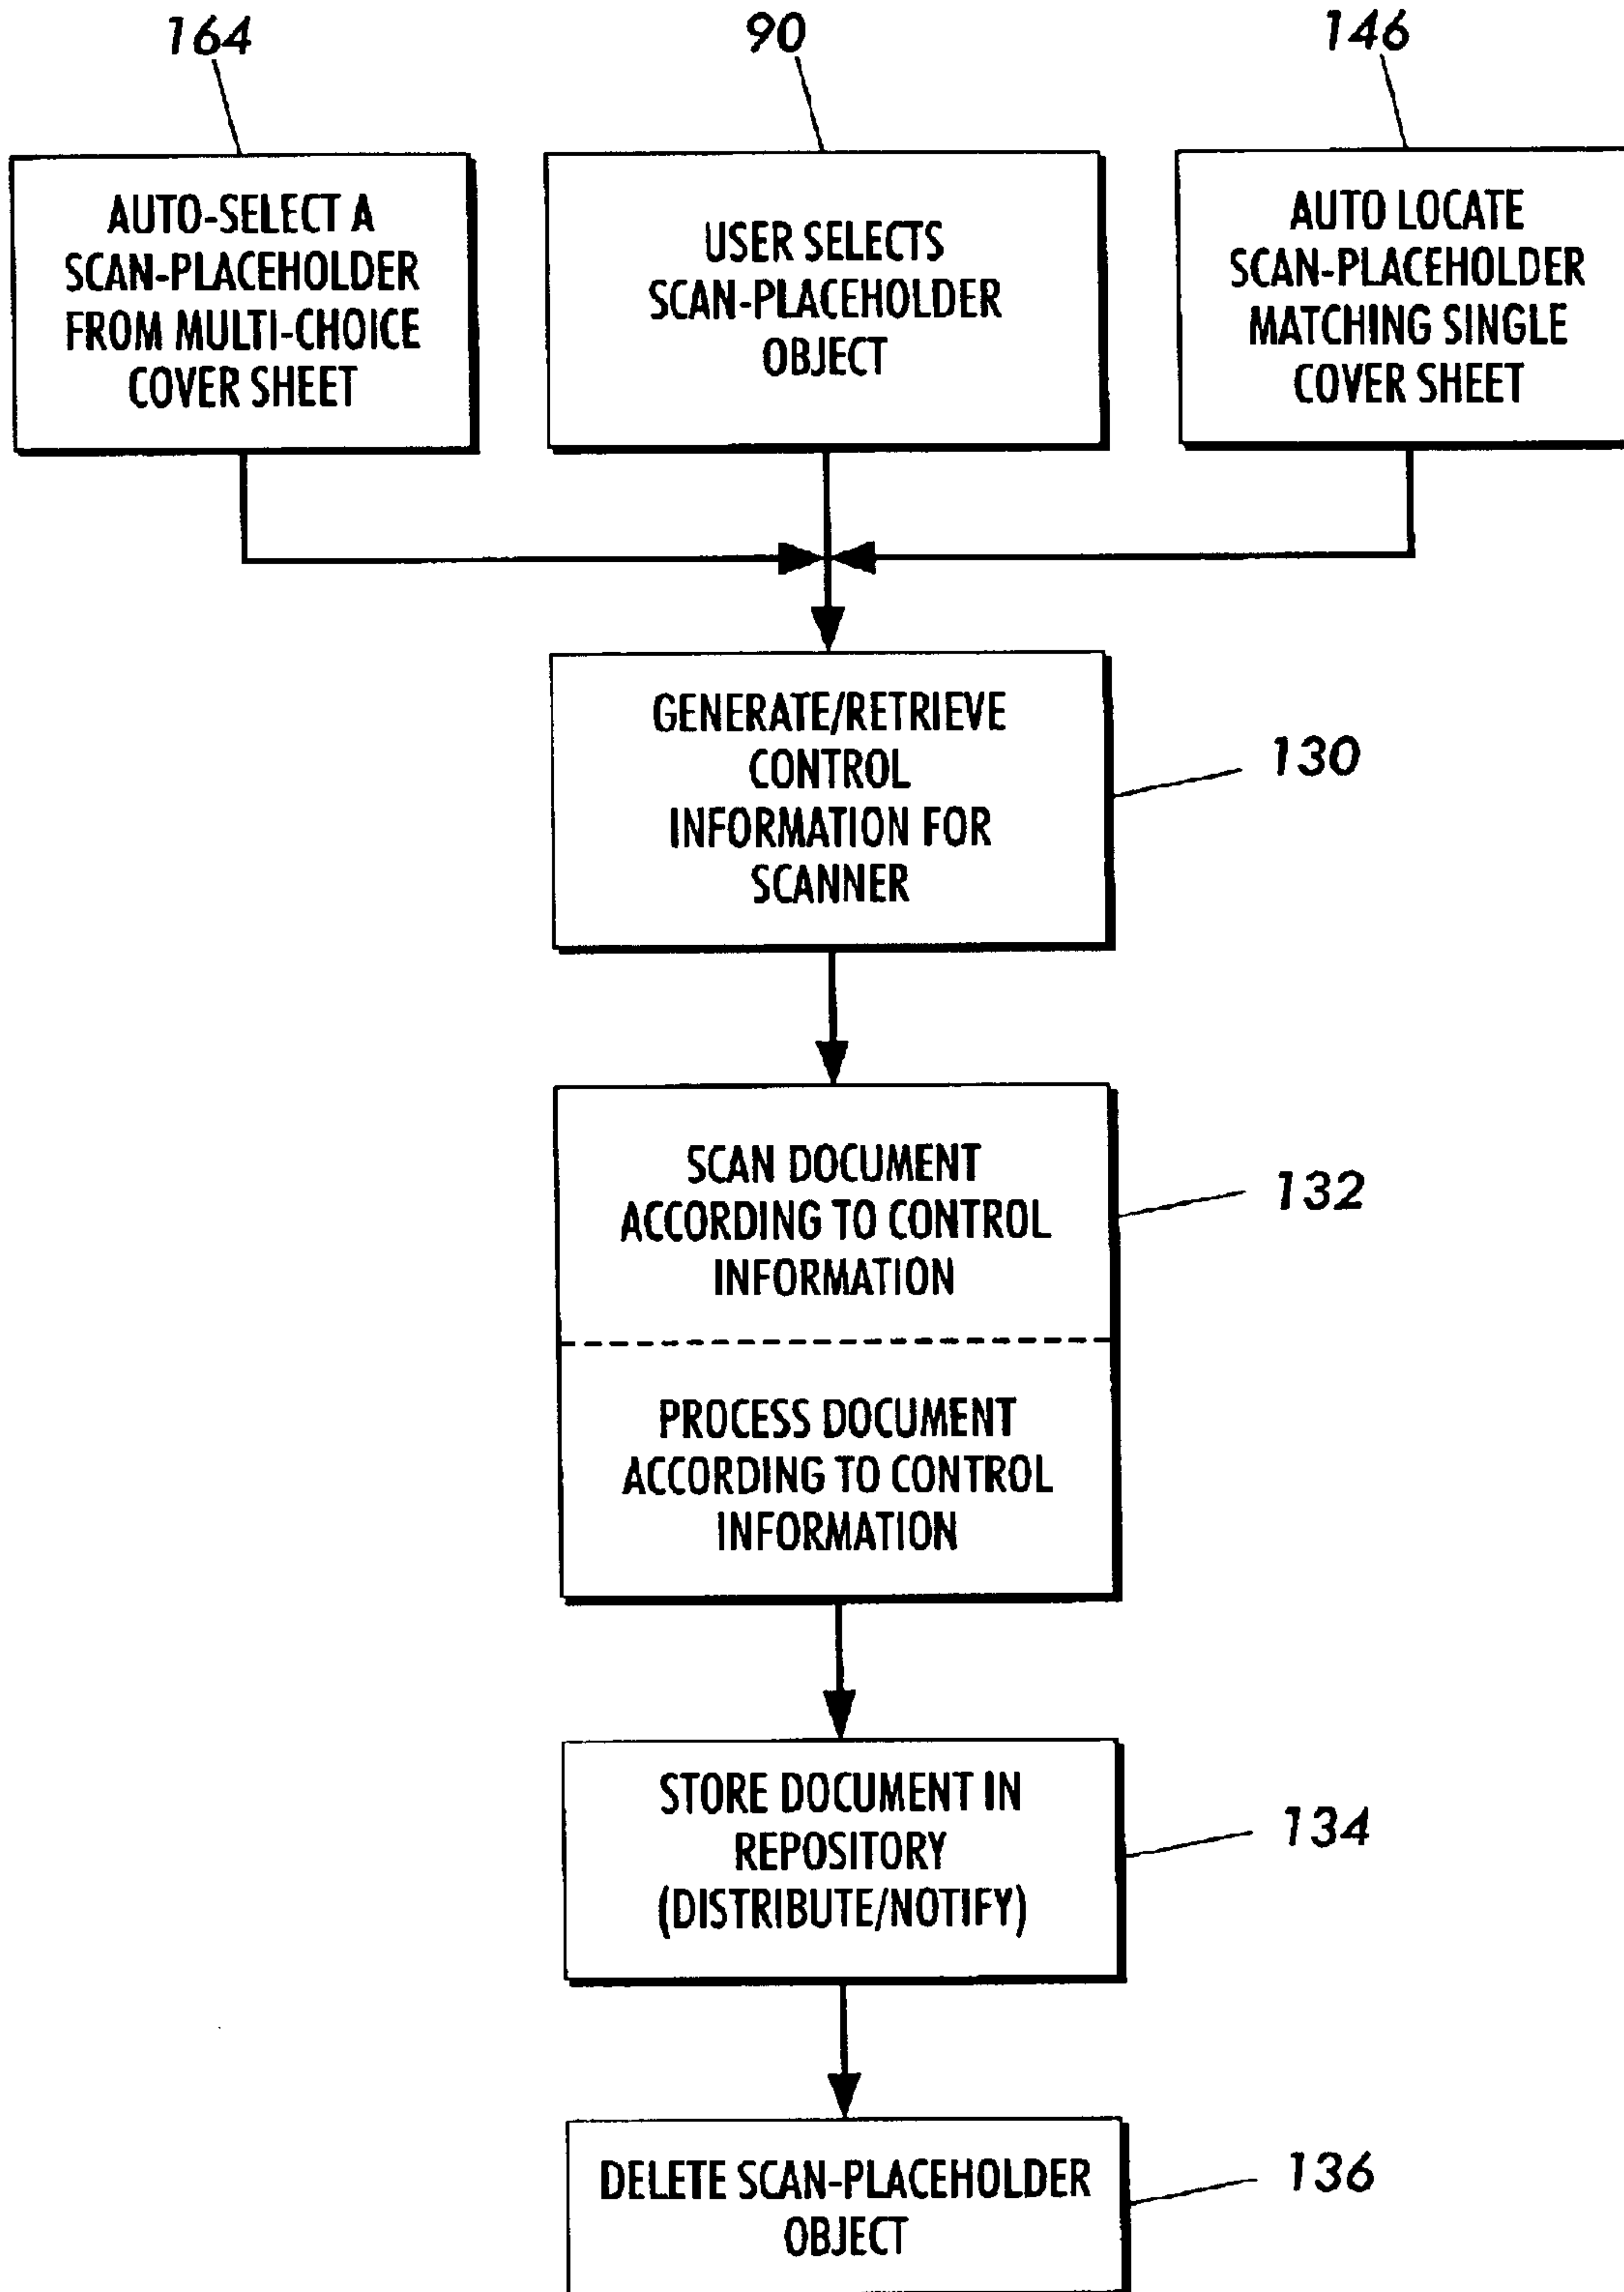 164
90
146
AUTO-SELECT A
SCAN-PLACEHOLDER
FROM MULTI-CHOICE
COVER SHEET
USER SELECTS
SCAN-PLACEHOLDER
OBJECT
AUTO LOCATE
SCAN-PLACEHOLDER
MATCHING SINGLE
COVER SHEET
GENERATE/RETRIEVE
CONTROL
INFORMATION FOR
SCANNER
130
SCAN DOCUMENT
ACCORDING TO CONTROL
INFORMATION
132
PROCESS DOCUMENT
ACCORDING TO CONTROL
INFORMATION
STORE DOCUMENT IN
REPOSITORY
(DISTRIBUTE/NOTIFY)
134
DELETE SCAN-PLACEHOLDER
OBJECT
136